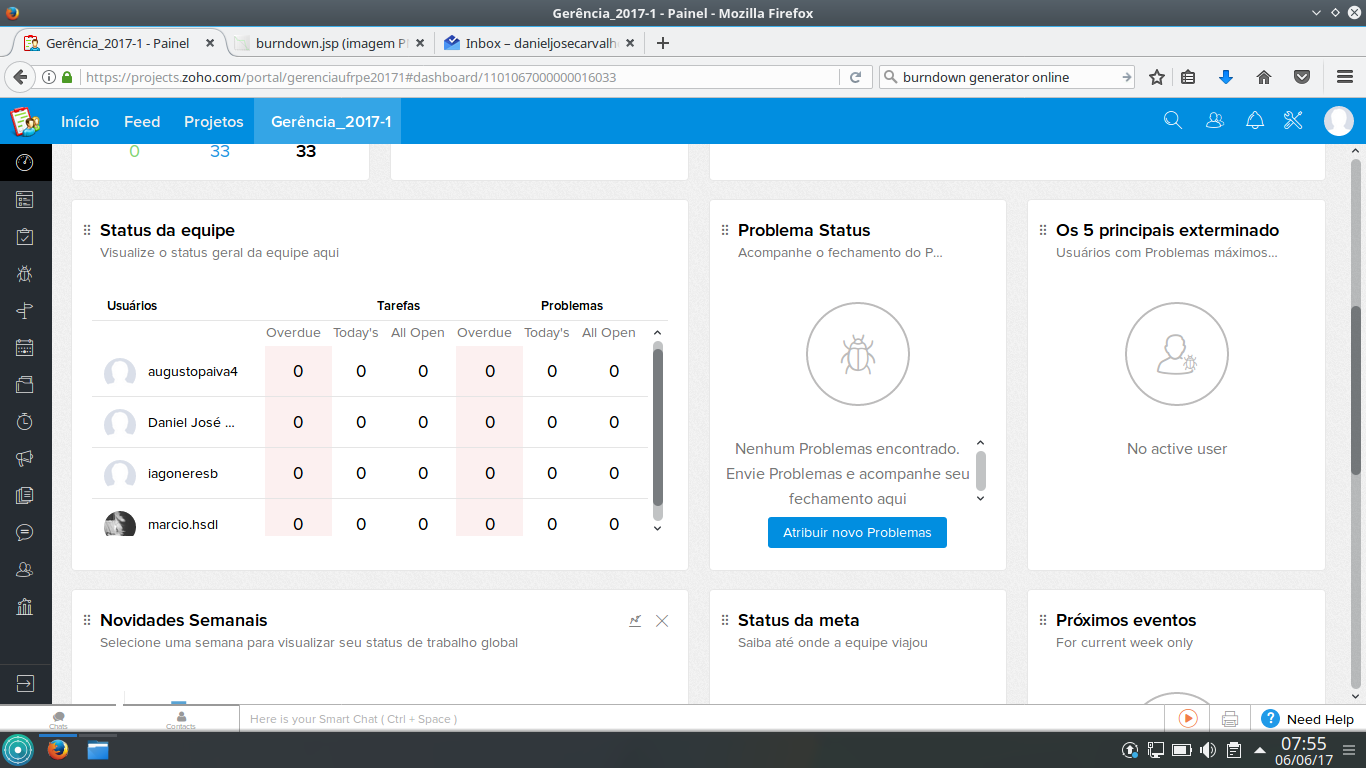 Gerência_2017-1 - Painel - Mozilla Firefox
Gerência_2017-1 - Painel
burndown.jsp (imagem P
Inbox – danieljosecarvalh
https://projects.zoho.com/portal/gerenciaufrpe20171#dashboard/1101067000000016033
burndown generator online
Início Feed Projetos Gerência_2017-1
0 33 33
Status da equipe
Visualize o status geral da equipe aqui
Usuários Tarefas Problemas
Overdue Today's All Open Overdue Today's All Open
augustopaiva4 0 0 0 0 0 0
Daniel José ... 0 0 0 0 0 0
iagoneresb 0 0 0 0 0 0
marcio.hsdl 0 0 0 0 0 0
Problema Status
Acompanhe o fechamento do P...
Nenhum Problemas encontrado.
Envie Problemas e acompanhe seu
fechamento aqui
Atribuir novo Problemas
Os 5 principais exterminado
Usuários com Problemas máximos...
No active user
Novidades Semanais
Selecione uma semana para visualizar seu status de trabalho global
Status da meta
Saiba até onde a equipe viajou
Próximos eventos
For current week only
Chats
Contacts
Here is your Smart Chat ( Ctrl + Space )
? Need Help
07:55
06/06/17